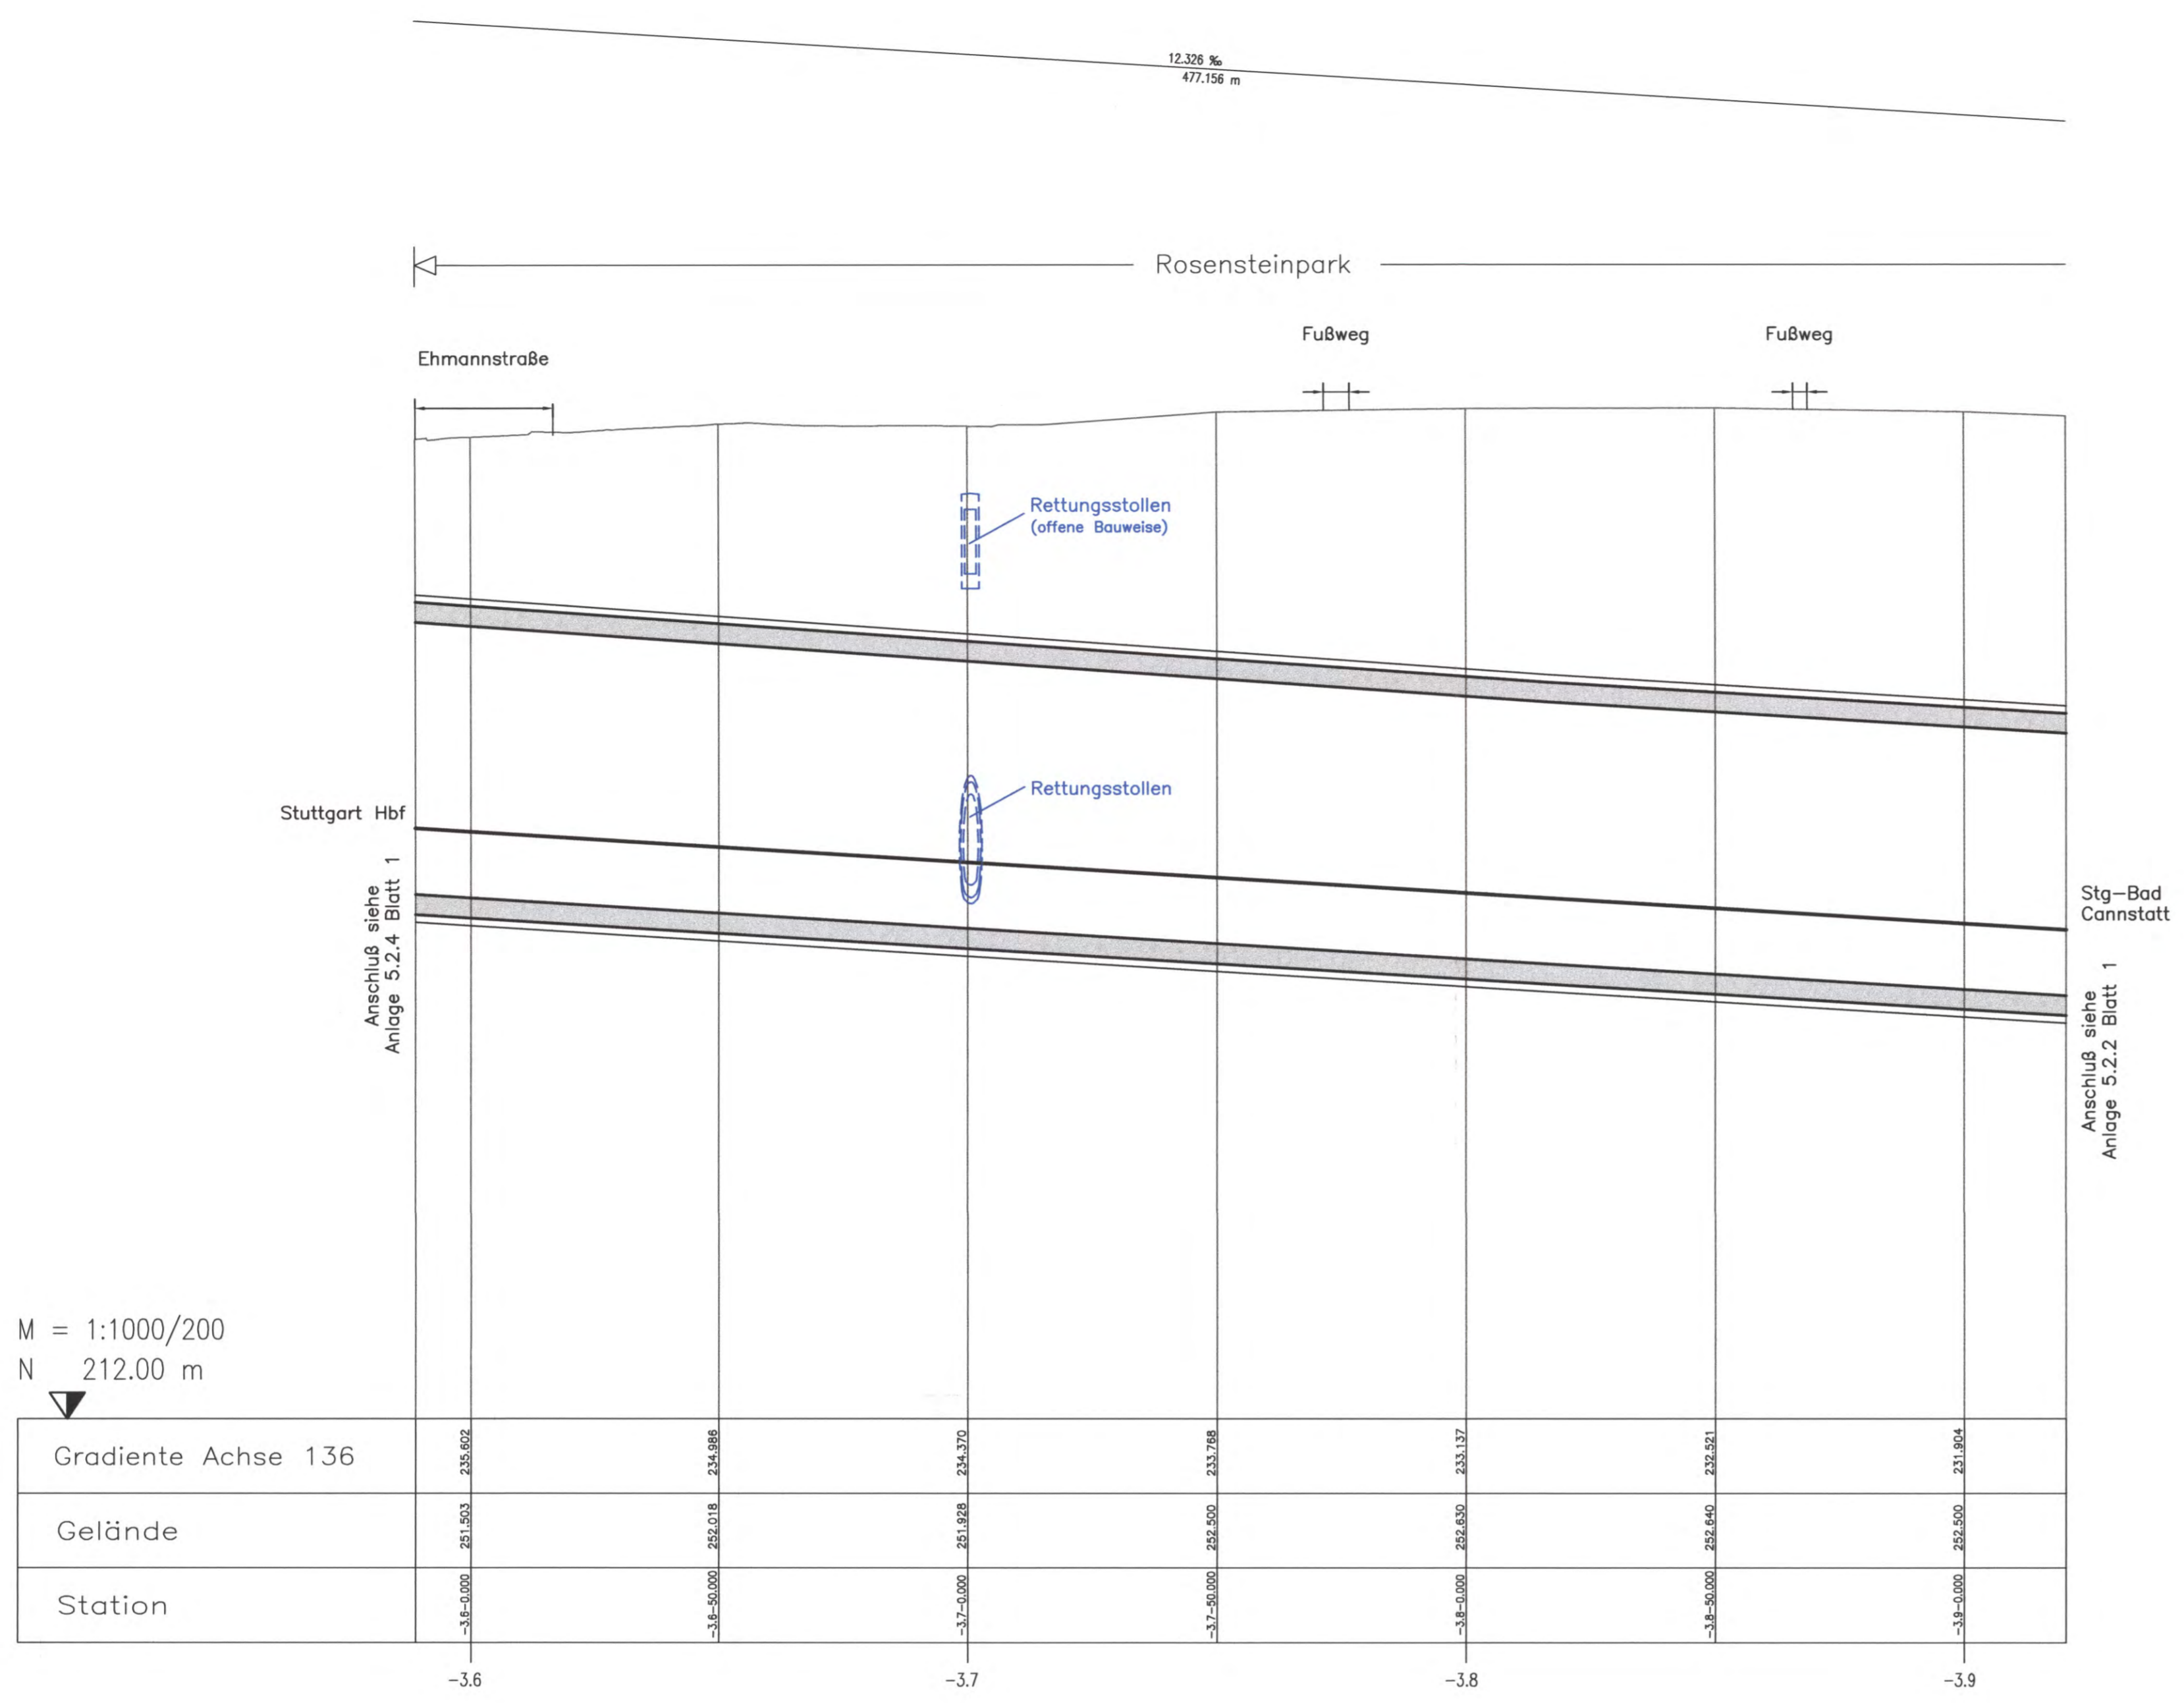 12.326 ‰
477.156 m
Rosensteinpark
Fußweg
Fußweg
Ehmannstraße
Rettungsstollen
(offene Bauweise)
Rettungsstollen
Stuttgart Hbf
Anschluß siehe
Anlage 5.2.4 Blatt 1
Stg-Bad
Cannstatt
Anschluß siehe
Anlage 5.2.2 Blatt 1
M = 1:1000/200
N 212.00 m
Gradiente Achse 136 235.602 234.986 234.370 233.768 233.137 232.521 231.904
Gelände 251.503 252.018 251.928 252.500 252.630 252.640 252.500
Station -3.6-0.000 -3.6-50.000 -3.7-0.000 -3.7-50.000 -3.8-0.000 -3.8-50.000 -3.9-0.000
-3.6 -3.7 -3.8 -3.9